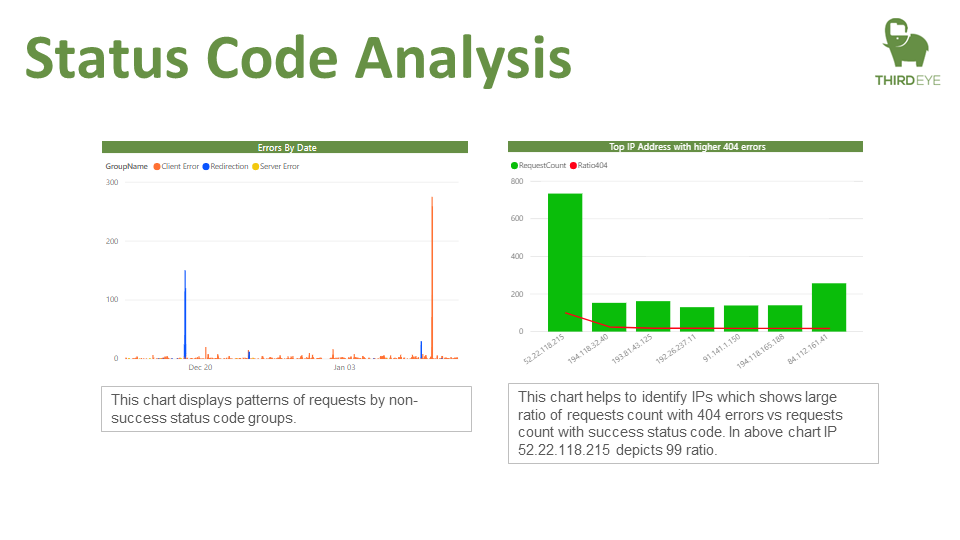 Status Code Analysis
THIRDEYE
Errors By Date
GroupName Client Error Redirection Server Error
300
200
100
0
Dec 20 Jan 03
This chart displays patterns of requests by non-
success status code groups.
Top IP Address with higher 404 errors
RequestCount Ratio404
800
600
400
200
0
52.22.118.215 194.118.32.40 193.81.43.125 192.26.237.11 91.141.1.150 194.118.165.188 84.112.161.41
This chart helps to identify IPs which shows large
ratio of requests count with 404 errors vs requests
count with success status code. In above chart IP
52.22.118.215 depicts 99 ratio.